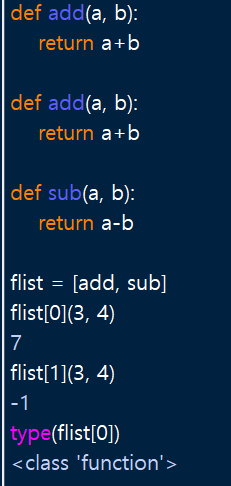 def add(a, b):
    return a+b

def add(a, b):
    return a+b

def sub(a, b):
    return a-b

flist = [add, sub]
flist[0](3, 4)
7
flist[1](3, 4)
-1
type(flist[0])
<class 'function'>